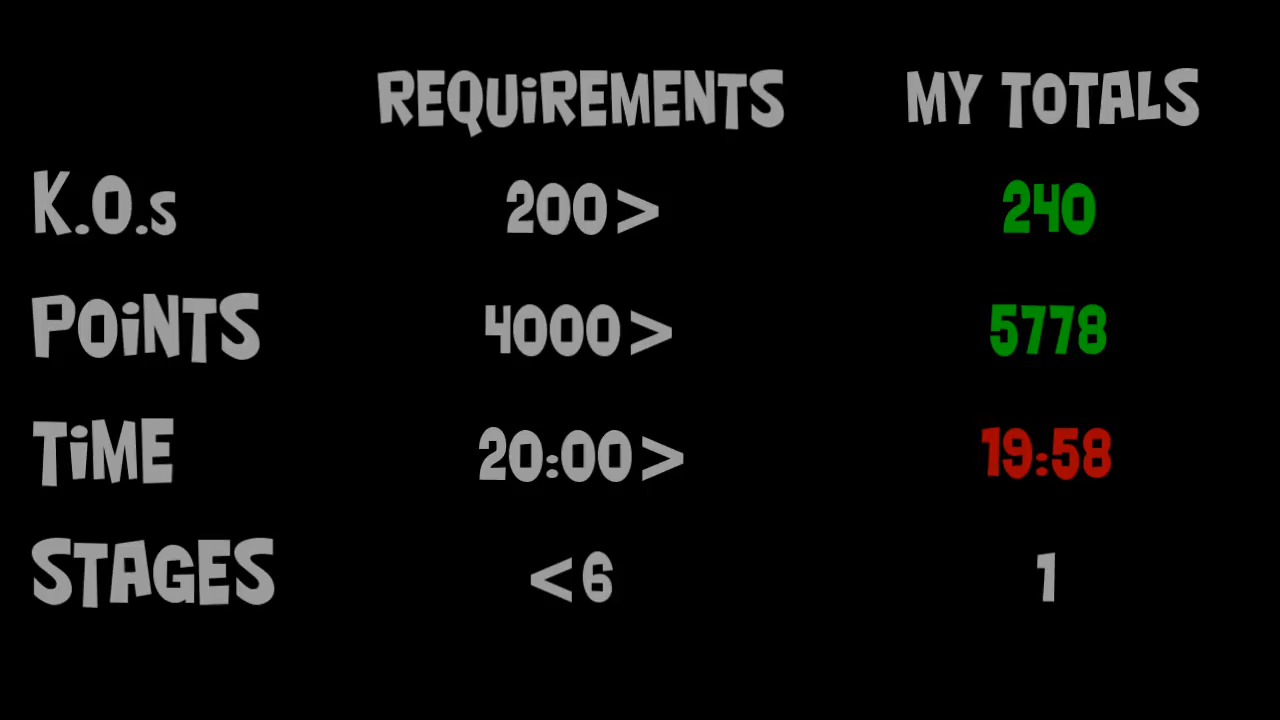 REQUiREMENTS MY TOTALS
K.O.s 200> 240
POiNTS 4000> 5778
TiME 20:00> 19:58
STAGES <6 1